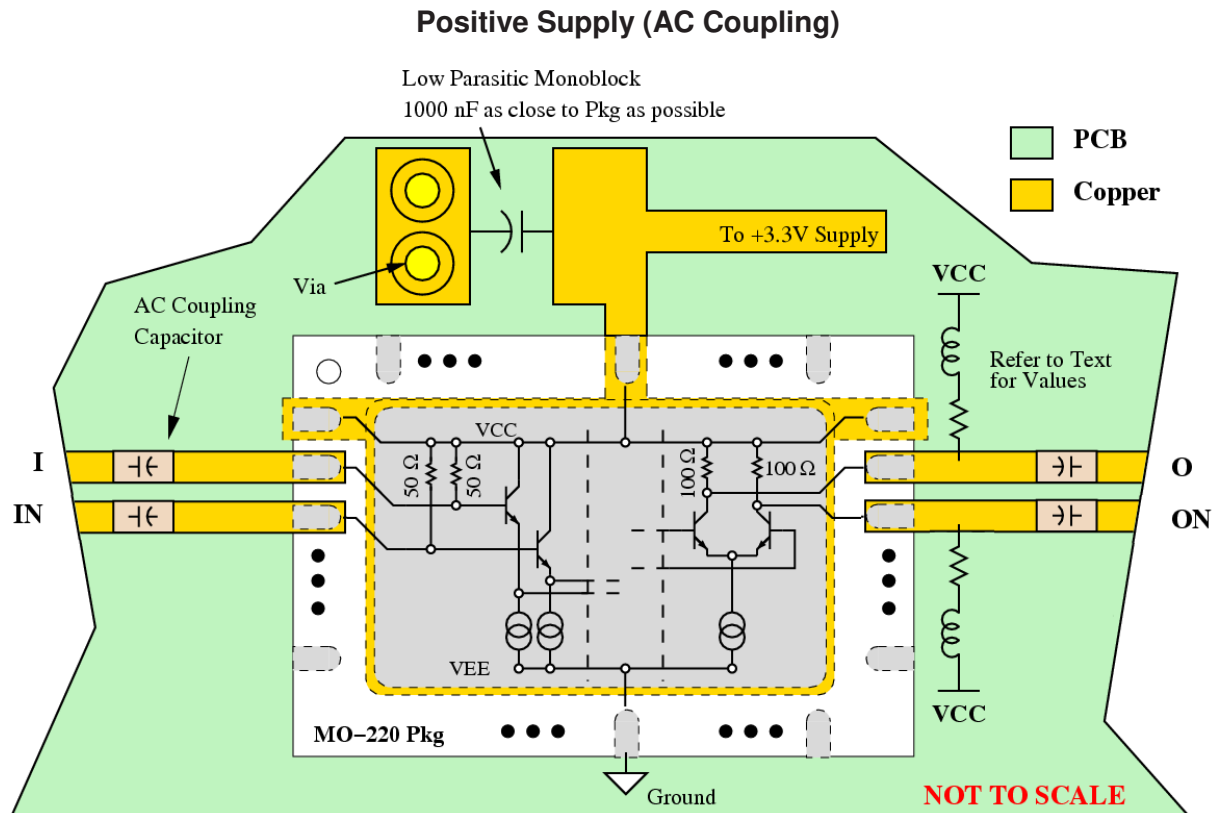 Positive Supply (AC Coupling)
Low Parasitic Monoblock
1000 nF as close to Pkg as possible
PCB
Copper
To +3.3V Supply
Via
VCC
AC Coupling
Capacitor
Refer to Text
for Values
VCC
50 Ω
50 Ω
100 Ω
100 Ω
I
O
IN
ON
VEE
VCC
MO−220 Pkg
Ground
NOT TO SCALE